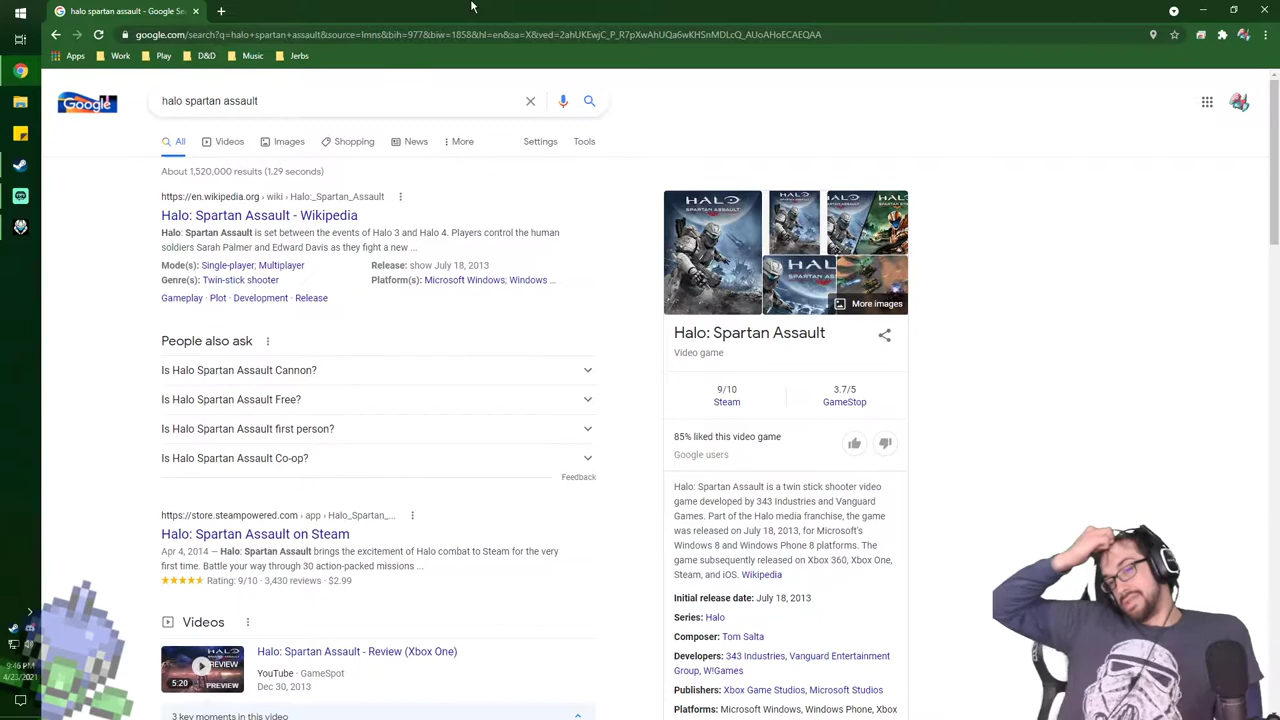 halo spartan assault - Google S
google.com/search?q=halo+spartan+assault&source=lmns&bih=977&biw=1858&hl=en&sa=X&ved=2ahUKEwjC_P_R7pXwAhUQa6wKHSnMDLcQ_AUoAHoECAEQAA
Apps Work Play D&D Music Jerbs
Google halo spartan assault
All Videos Images Shopping News More Settings Tools
About 1,520,000 results (1.29 seconds)
https://en.wikipedia.org › wiki › Halo:_Spartan_Assault
Halo: Spartan Assault - Wikipedia
Halo: Spartan Assault is set between the events of Halo 3 and Halo 4. Players control the human
soldiers Sarah Palmer and Edward Davis as they fight a new ...
Mode(s): Single-player; Multiplayer Release: show July 18, 2013
Genre(s): Twin-stick shooter Platform(s): Microsoft Windows; Windows ...
Gameplay · Plot · Development · Release
People also ask
Is Halo Spartan Assault Cannon?
Is Halo Spartan Assault Free?
Is Halo Spartan Assault first person?
Is Halo Spartan Assault Co-op?
Feedback
https://store.steampowered.com › app › Halo_Spartan_...
Halo: Spartan Assault on Steam
Apr 4, 2014 — Halo: Spartan Assault brings the excitement of Halo combat to Steam for the very
first time. Battle your way through 30 action-packed missions ...
Rating: 9/10 · 3,430 reviews · $2.99
Videos
Halo: Spartan Assault - Review (Xbox One)
YouTube · GameSpot
Dec 30, 2013
REVIEW
5:20 PREVIEW
3 key moments in this video
HALO
SPARTAN ASSAULT
HALO
SPARTAN ASSAULT
More images
Halo: Spartan Assault
Video game
9/10 3.7/5
Steam GameStop
85% liked this video game
Google users
Halo: Spartan Assault is a twin stick shooter video
game developed by 343 Industries and Vanguard
Games. Part of the Halo media franchise, the game
was released on July 18, 2013, for Microsoft's
Windows 8 and Windows Phone 8 platforms. The
game subsequently released on Xbox 360, Xbox One,
Steam, and iOS. Wikipedia
Initial release date: July 18, 2013
Series: Halo
Composer: Tom Salta
Developers: 343 Industries, Vanguard Entertainment
Group, W!Games
Publishers: Xbox Game Studios, Microsoft Studios
Platforms: Microsoft Windows, Windows Phone, Xbox
9:46 PM
4/23/2021